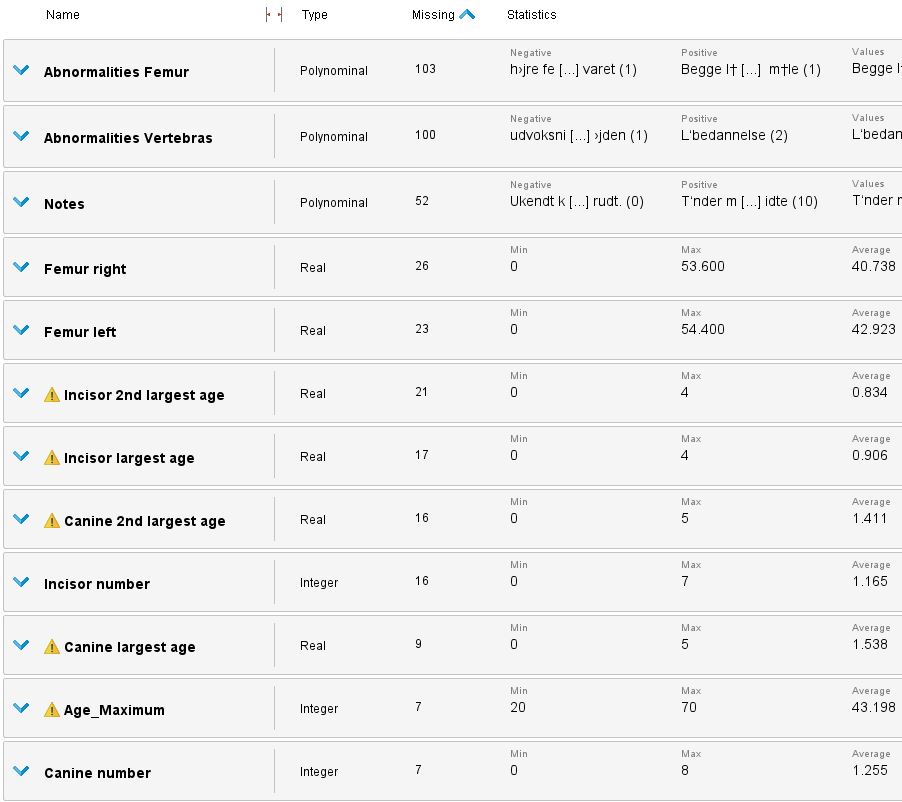 Name Type Missing Statistics
Negative Positive Values
Abnormalities Femur Polynominal 103 h›jre fe [...] varet (1) Begge l† [...] m†le (1) Begge l†
Negative Positive Values
Abnormalities Vertebras Polynominal 100 udvoksni [...] ›jden (1) L‘bedannelse (2) L‘bedan
Negative Positive Values
Notes Polynominal 52 Ukendt k [...] rudt. (0) T‘nder m [...] idte (10) T‘nder m
Min Max Average
Femur right Real 26 0 53.600 40.738
Min Max Average
Femur left Real 23 0 54.400 42.923
Min Max Average
Incisor 2nd largest age Real 21 0 4 0.834
Min Max Average
Incisor largest age Real 17 0 4 0.906
Min Max Average
Canine 2nd largest age Real 16 0 5 1.411
Min Max Average
Incisor number Integer 16 0 7 1.165
Min Max Average
Canine largest age Real 9 0 5 1.538
Min Max Average
Age_Maximum Integer 7 20 70 43.198
Min Max Average
Canine number Integer 7 0 8 1.255